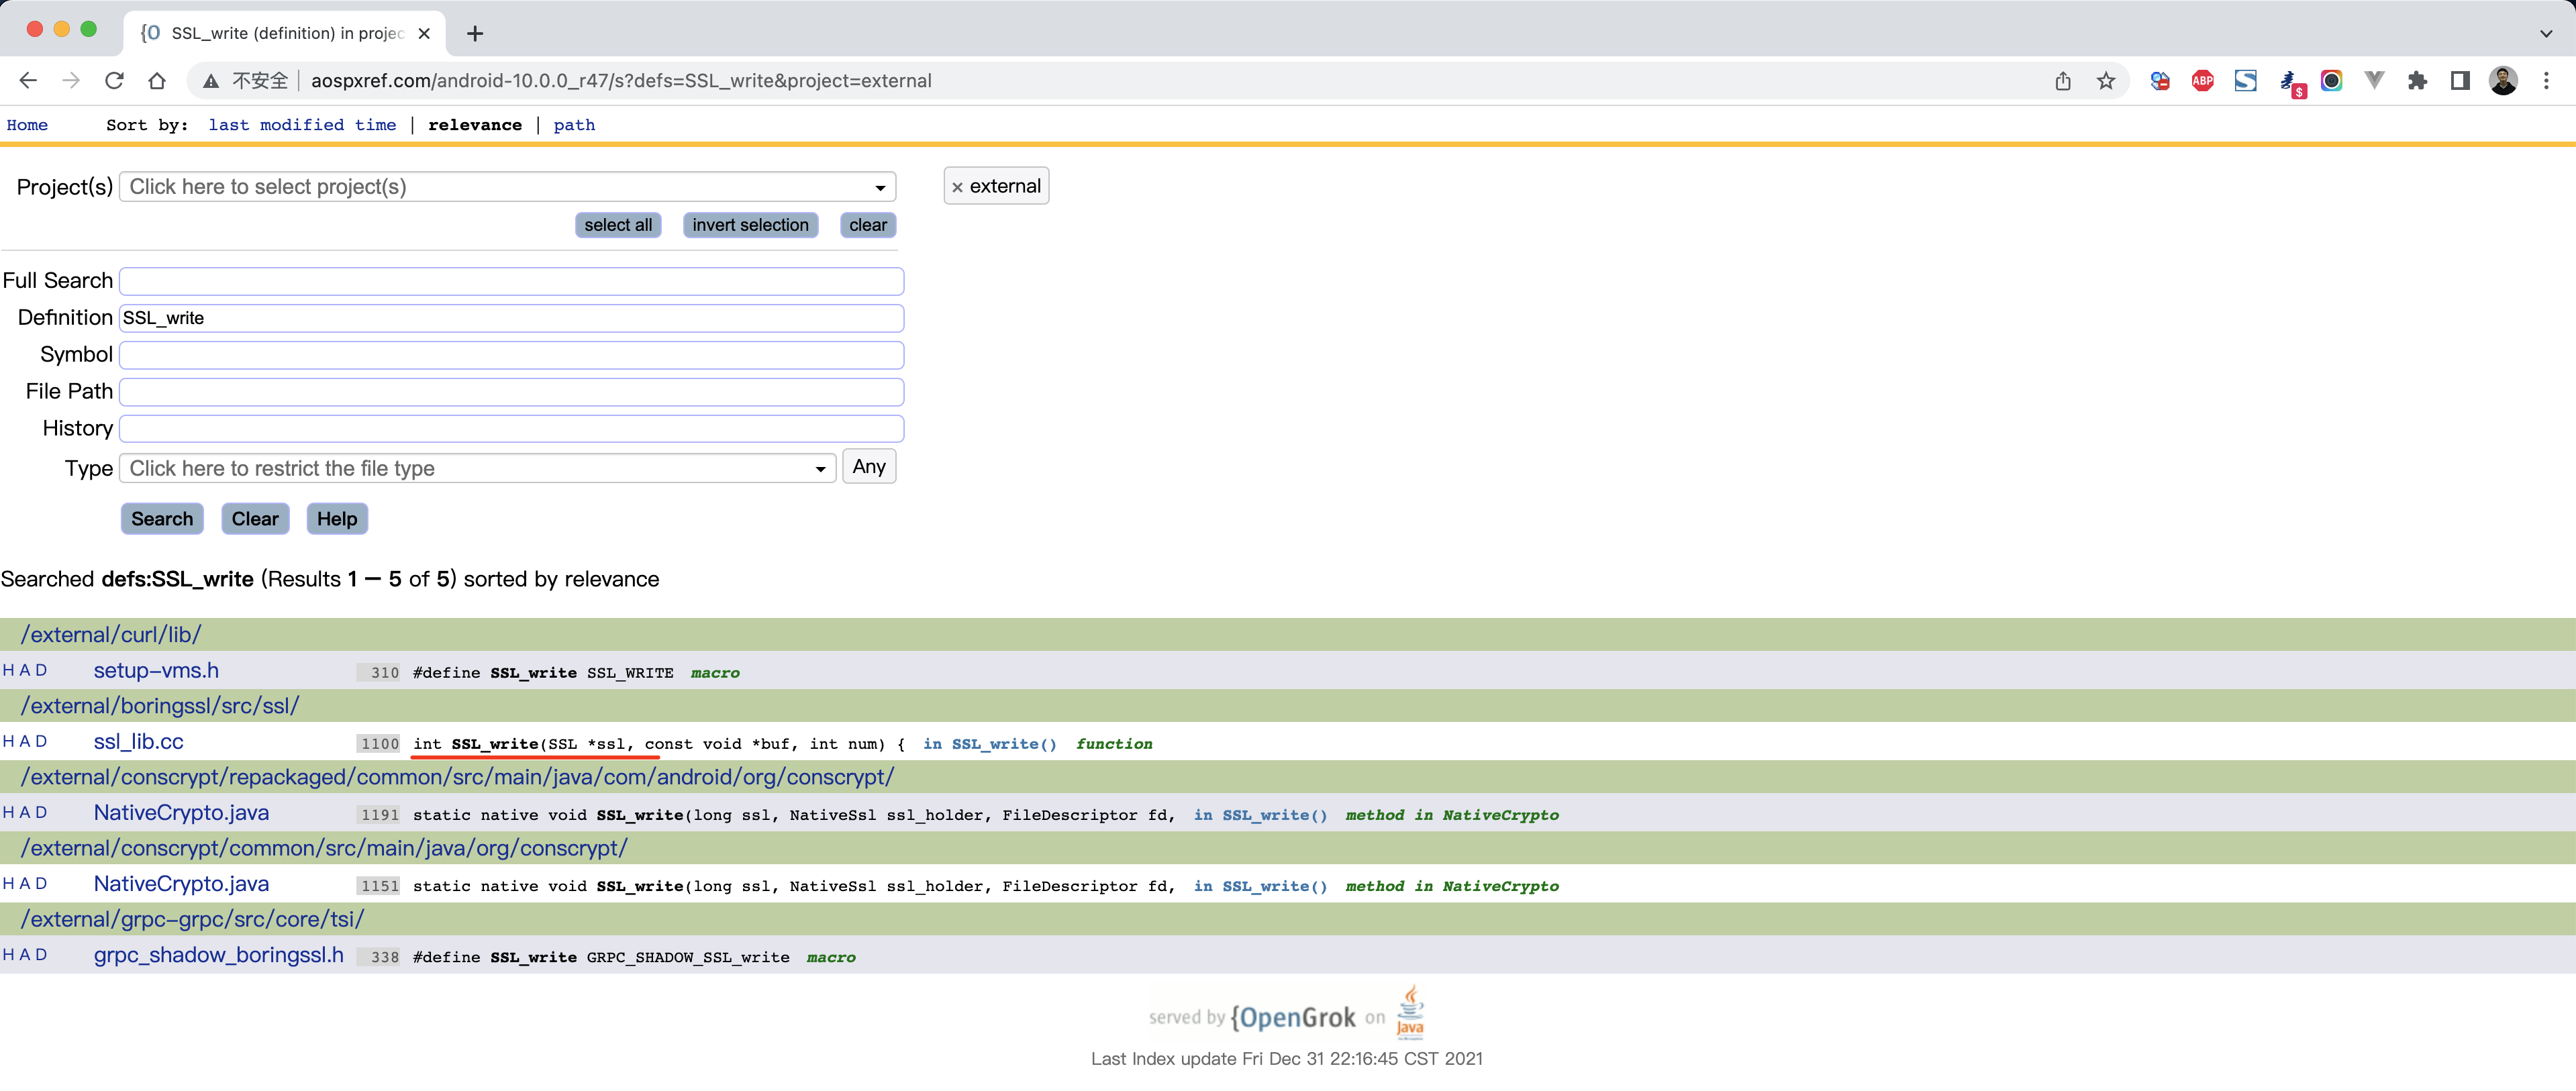 SSL_write (definition) in projec
不安全 aospxref.com/android-10.0.0_r47/s?defs=SSL_write&project=external
ABP
$
Home Sort by: last modified time | relevance | path
Project(s) Click here to select project(s)
× external
select all invert selection clear
Full Search
Definition SSL_write
Symbol
File Path
History
Type Click here to restrict the file type Any
Search Clear Help
Searched defs:SSL_write (Results 1 – 5 of 5) sorted by relevance
/external/curl/lib/
H A D setup-vms.h 310 #define SSL_write SSL_WRITE macro
/external/boringssl/src/ssl/
H A D ssl_lib.cc 1100 int SSL_write(SSL *ssl, const void *buf, int num) { in SSL_write() function
/external/conscrypt/repackaged/common/src/main/java/com/android/org/conscrypt/
H A D NativeCrypto.java 1191 static native void SSL_write(long ssl, NativeSsl ssl_holder, FileDescriptor fd, in SSL_write() method in NativeCrypto
/external/conscrypt/common/src/main/java/org/conscrypt/
H A D NativeCrypto.java 1151 static native void SSL_write(long ssl, NativeSsl ssl_holder, FileDescriptor fd, in SSL_write() method in NativeCrypto
/external/grpc-grpc/src/core/tsi/
H A D grpc_shadow_boringssl.h 338 #define SSL_write GRPC_SHADOW_SSL_write macro
served by {OpenGrok on Java
Last Index update Fri Dec 31 22:16:45 CST 2021